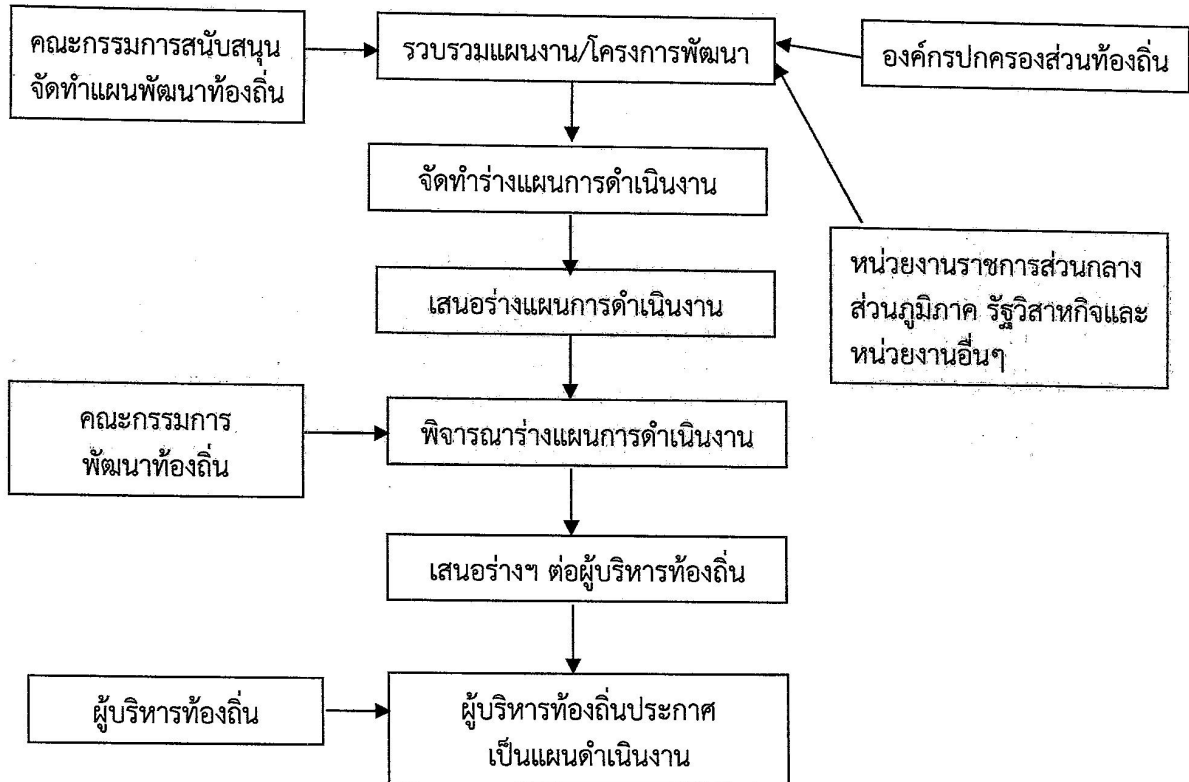 คณะกรรมการสนับสนุน
จัดทำแผนพัฒนาท้องถิ่น
รวบรวมแผนงาน/โครงการพัฒนา
องค์กรปกครองส่วนท้องถิ่น
จัดทำร่างแผนการดำเนินงาน
เสนอร่างแผนการดำเนินงาน
หน่วยงานราชการส่วนกลาง
ส่วนภูมิภาค รัฐวิสาหกิจและ
หน่วยงานอื่นๆ
คณะกรรมการ
พัฒนาท้องถิ่น
พิจารณาร่างแผนการดำเนินงาน
เสนอร่างฯ ต่อผู้บริหารท้องถิ่น
ผู้บริหารท้องถิ่น
ผู้บริหารท้องถิ่นประกาศ
เป็นแผนดำเนินงาน